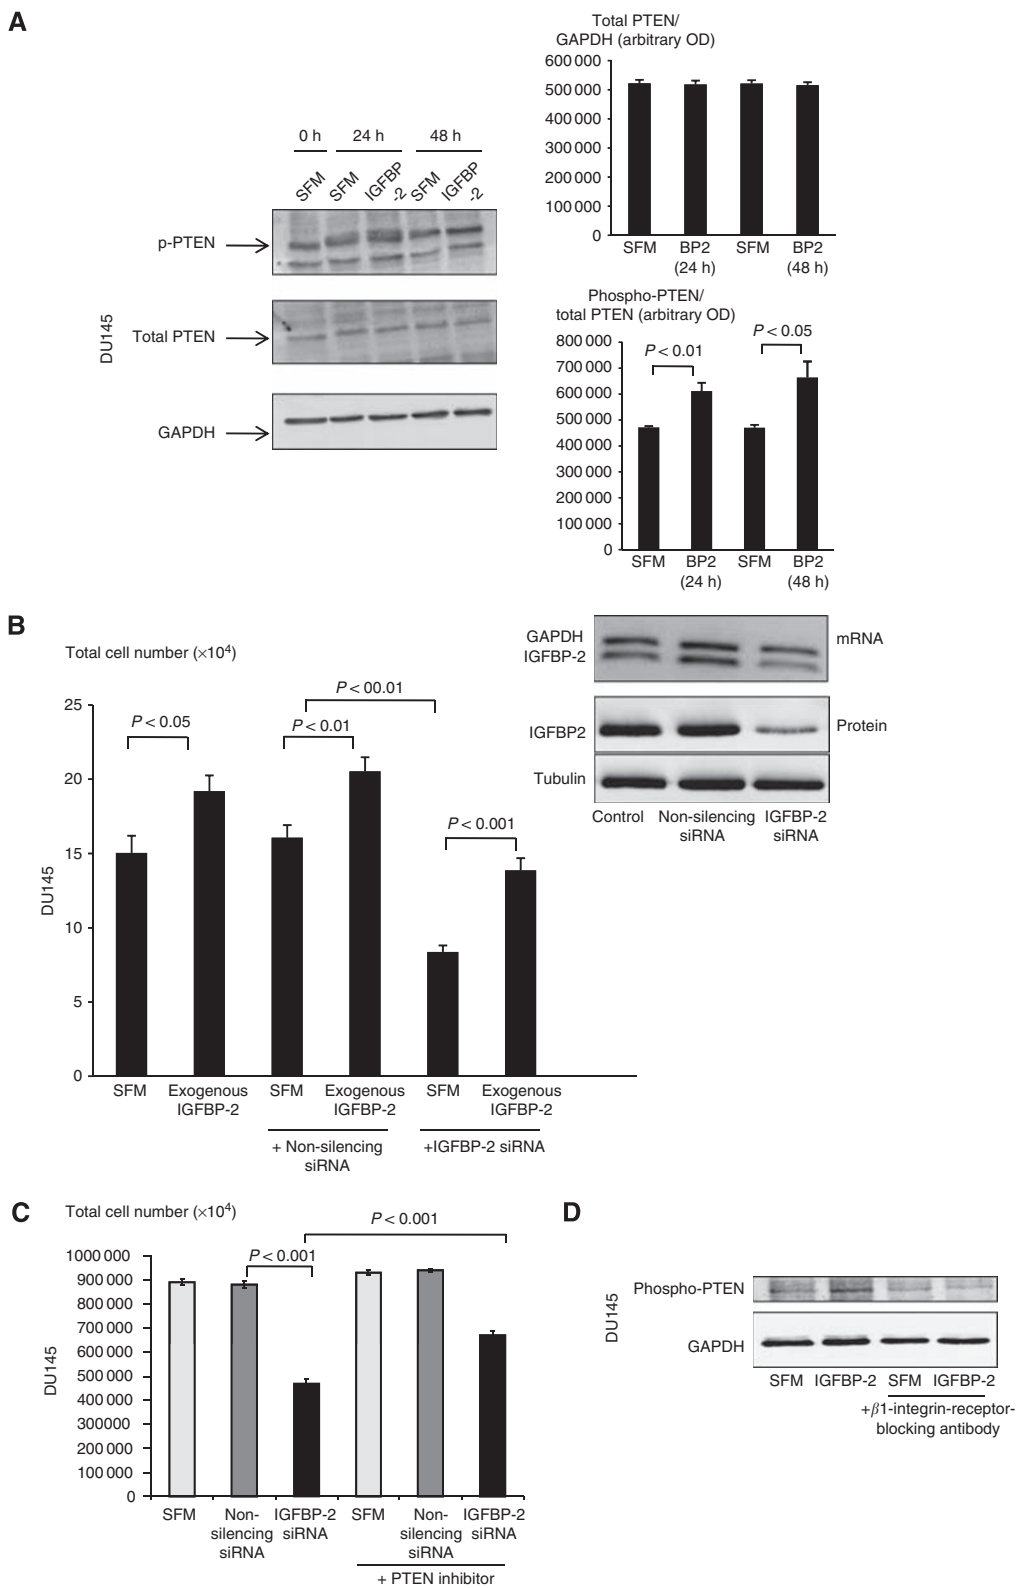 A
0 h 24 h 48 h
SFM SFM IGFBP -2 SFM IGFBP -2
p-PTEN
Total PTEN
GAPDH
DU145
Total PTEN/
GAPDH (arbitrary OD)
600 000
500 000
400 000
300 000
200 000
100 000
0
SFM BP2 SFM BP2
(24 h) (48 h)
Phospho-PTEN/
total PTEN (arbitrary OD)
P < 0.05
P < 0.01
800 000
700 000
600 000
500 000
400 000
300 000
200 000
100 000
0
SFM BP2 SFM BP2
(24 h) (48 h)
B
Total cell number (×10⁴)
P < 00.01
P < 0.05
P < 0.01
P < 0.001
25
20
15
10
5
0
DU145
SFM Exogenous SFM Exogenous SFM Exogenous
IGFBP-2 IGFBP-2 IGFBP-2
+ Non-silencing +IGFBP-2 siRNA
siRNA
GAPDH mRNA
IGFBP-2
IGFBP2 Protein
Tubulin
Control Non-silencing IGFBP-2
siRNA siRNA
C
Total cell number (×10⁴)
P < 0.001
P < 0.001
1000 000
900 000
800 000
700 000
600 000
500 000
400 000
300000
200 000
100 000
0
DU145
SFM Non- IGFBP-2 SFM Non- IGFBP-2
silencing siRNA silencing siRNA
siRNA siRNA
+ PTEN inhibitor
D
DU145
Phospho-PTEN
GAPDH
SFM IGFBP-2 SFM IGFBP-2
+β1-integrin-receptor-
blocking antibody